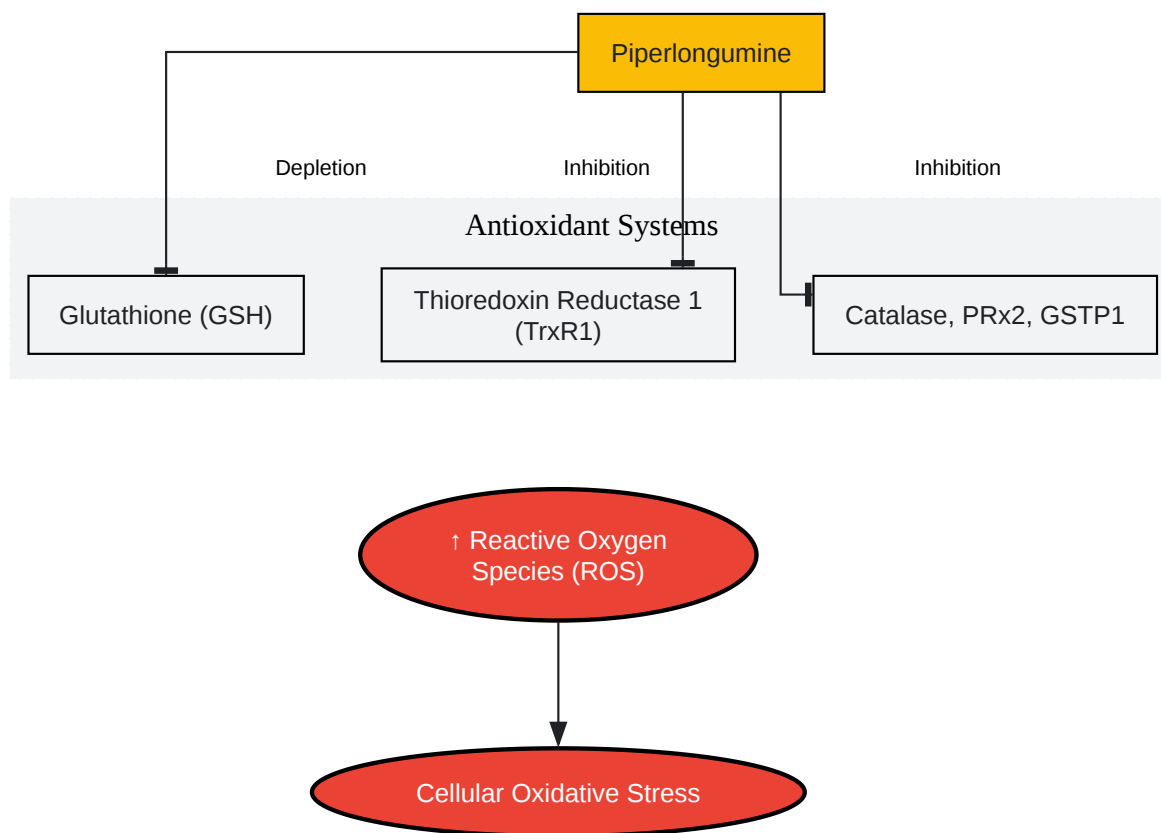 Piperlongumine
Depletion
Inhibition
Inhibition
Antioxidant Systems
Glutathione (GSH)
Thioredoxin Reductase 1
(TrxR1)
Catalase, PRx2, GSTP1
↑ Reactive Oxygen
Species (ROS)
Cellular Oxidative Stress